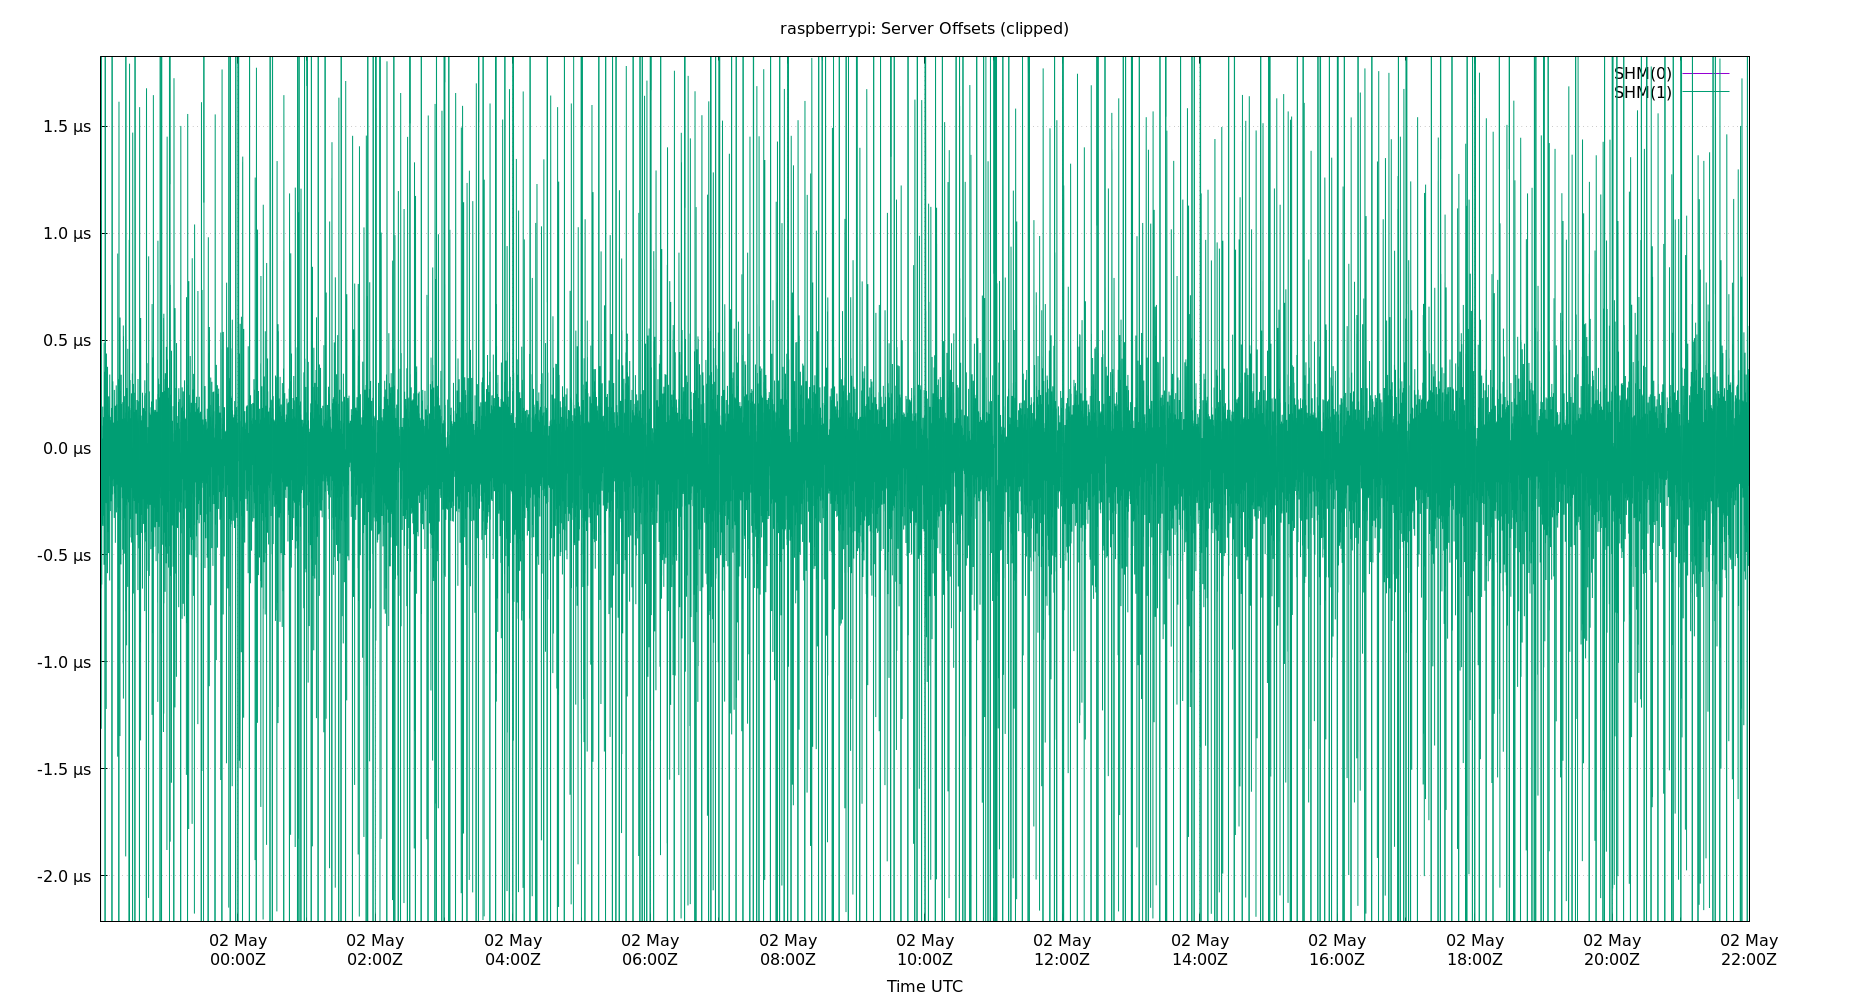 raspberrypi: Server Offsets (clipped)
SHM(0)
SHM(1)
1.5 µs
1.0 µs
0.5 µs
0.0 µs
-0.5 µs
-1.0 µs
-1.5 µs
-2.0 µs
02 May 02 May 02 May 02 May 02 May 02 May 02 May 02 May 02 May 02 May 02 May 02 May
00:00Z 02:00Z 04:00Z 06:00Z 08:00Z 10:00Z 12:00Z 14:00Z 16:00Z 18:00Z 20:00Z 22:00Z
Time UTC